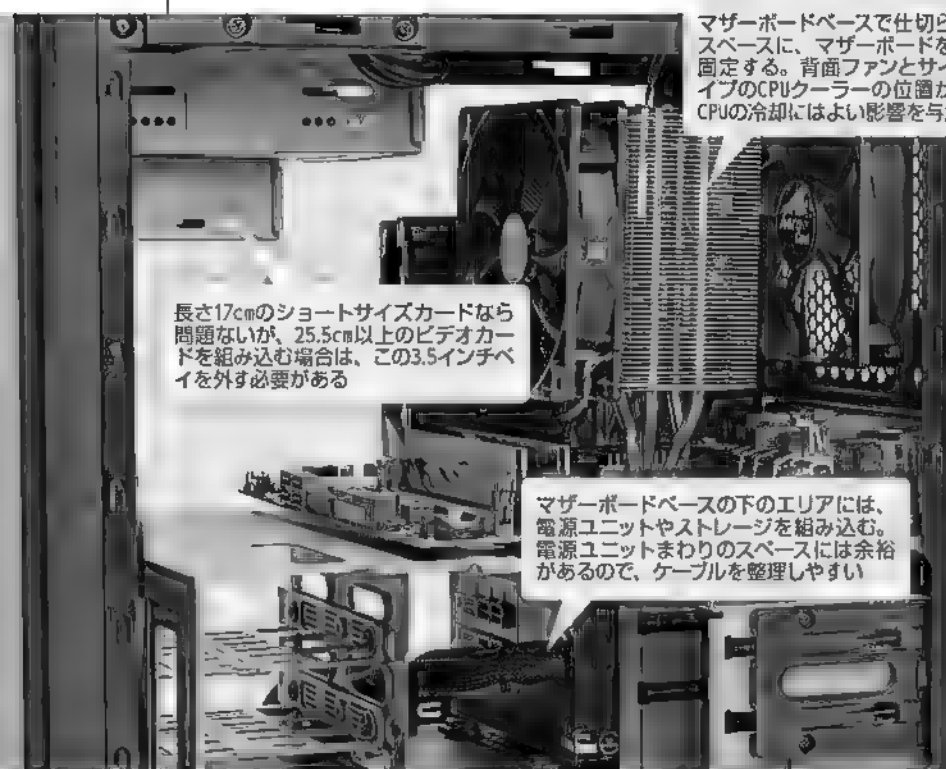 マザーボードベースで仕切ら
スペースに、マザーボードを
固定する。背面ファンとサイ
イプのCPUクーラーの位置が
CPUの冷却にはよい影響を与
長さ17cmのショートサイズカードなら
問題ないが、25.5cm以上のビデオカー
ドを組み込む場合は、この3.5インチベ
イを外す必要がある
マザーボードベースの下のエリアには、
電源ユニットやストレージを組み込む。
電源ユニットまわりのスペースには余裕
があるので、ケーブルを整理しやすい